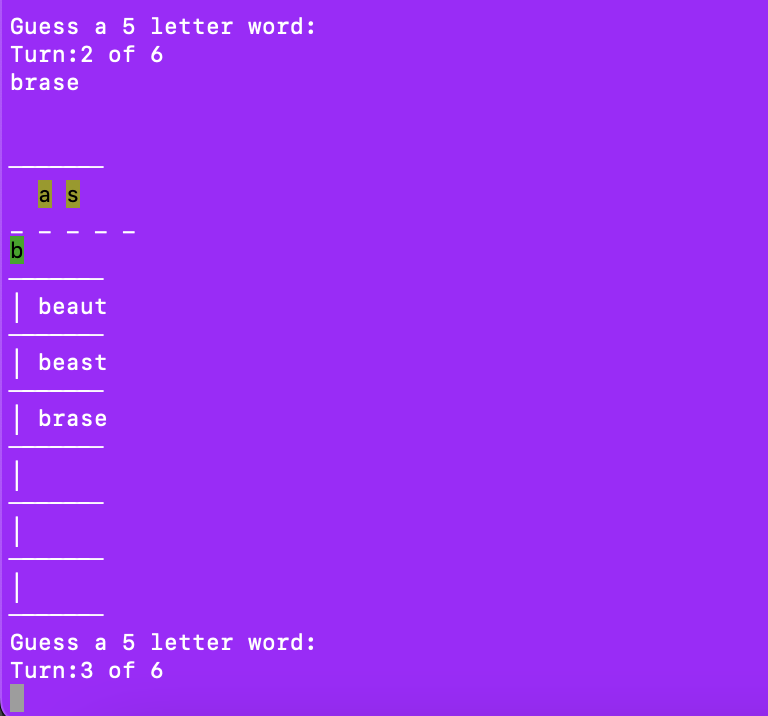 Guess a 5 letter word:
Turn:2 of 6
brase
a s
_ _ _ _ _
b
| beaut
| beast
| brase
|
|
|
Guess a 5 letter word:
Turn:3 of 6